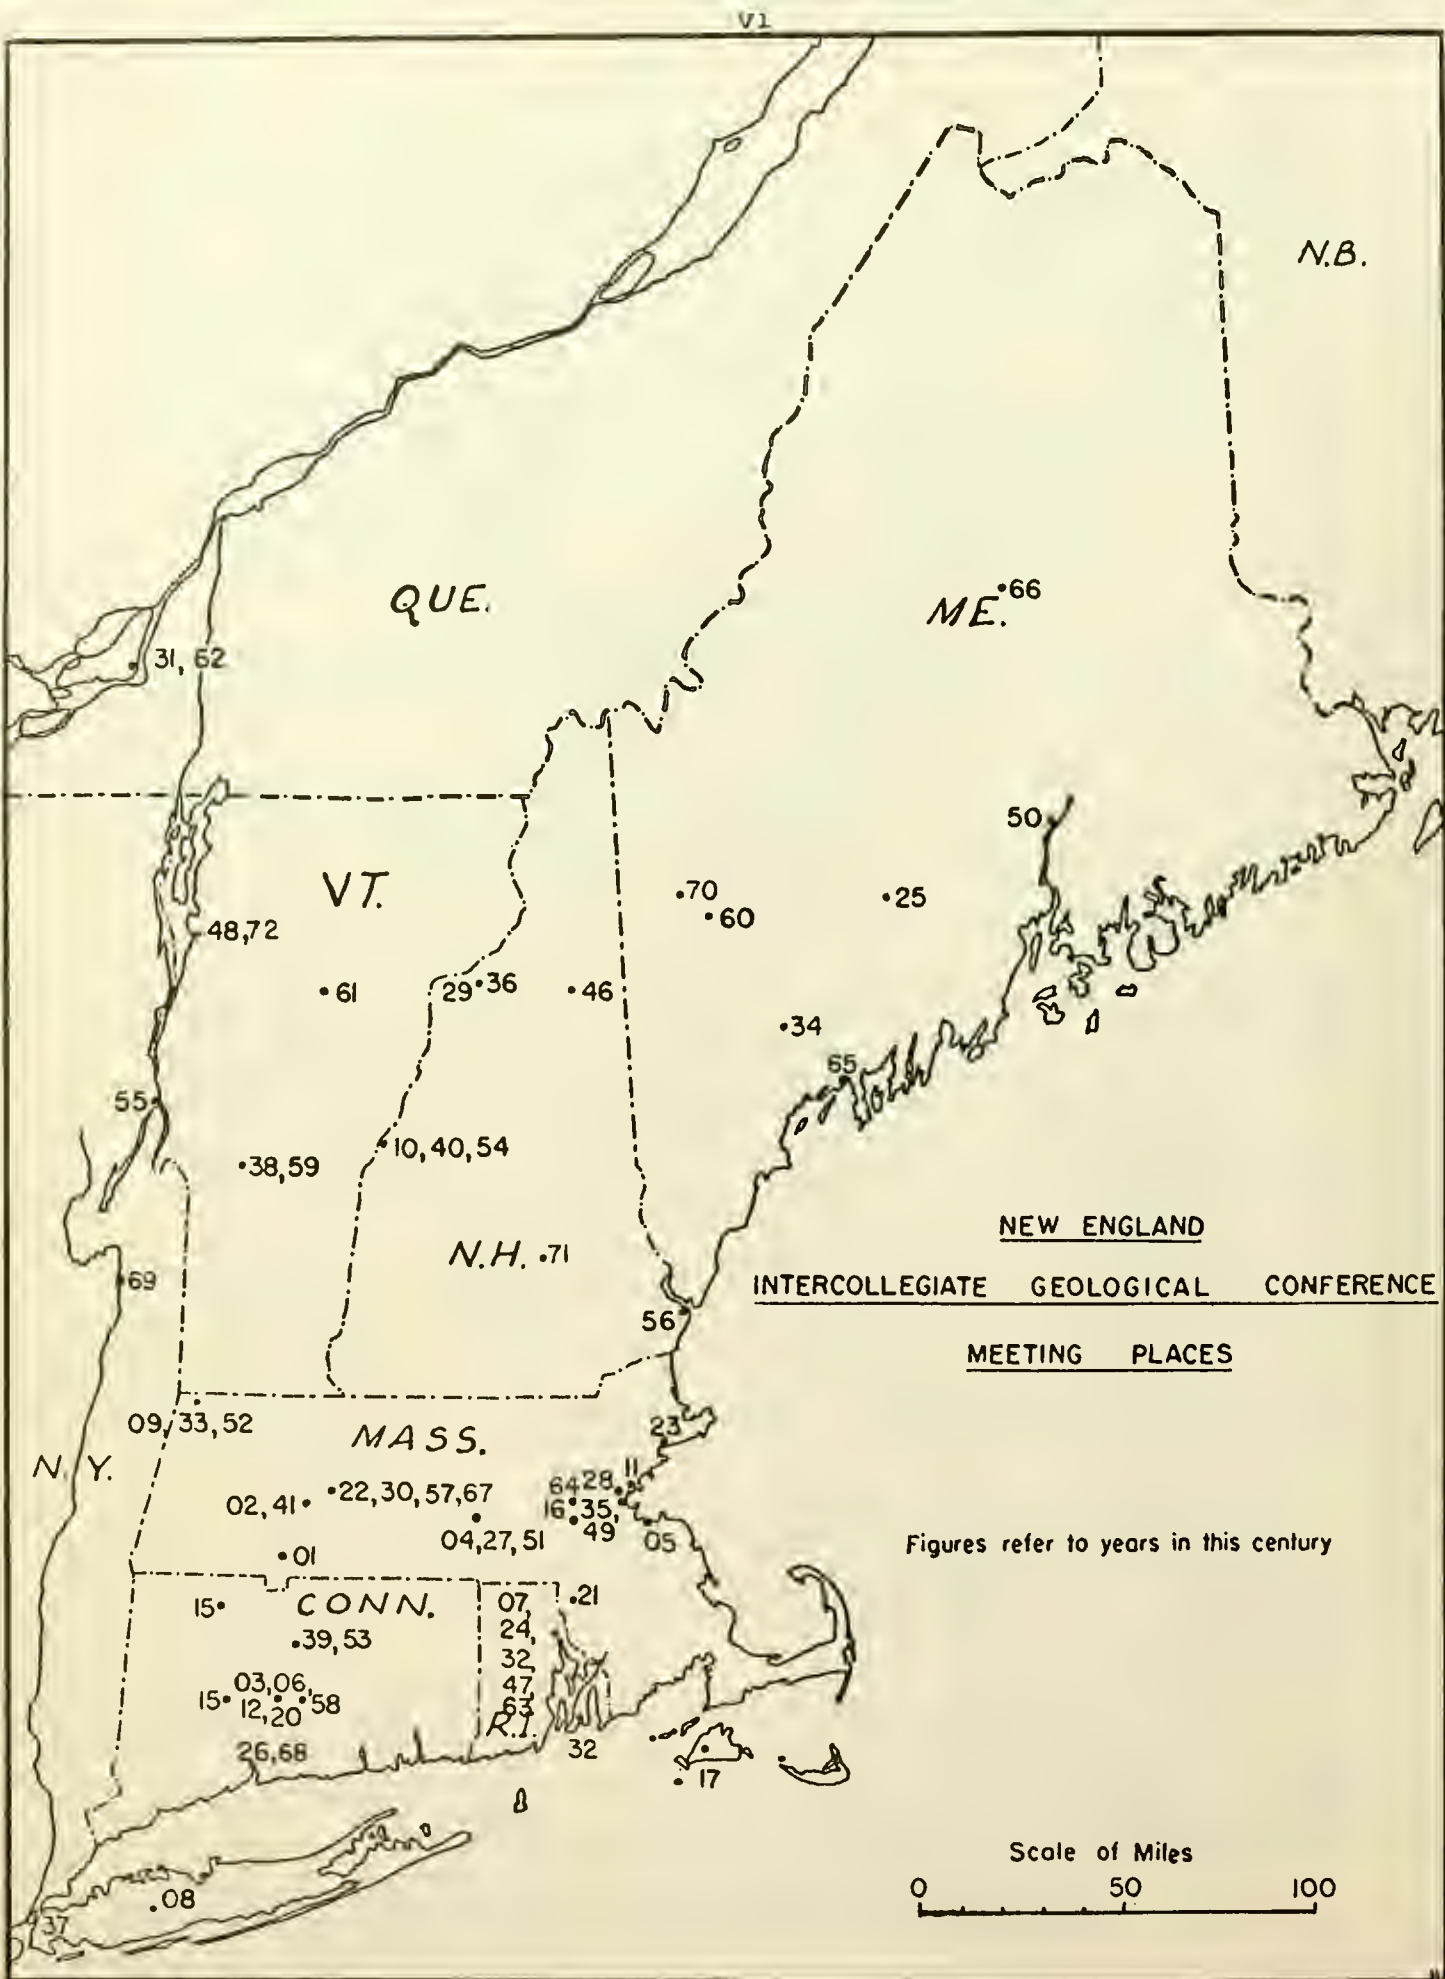 V1
N.B.
QUE.
ME. 66
31, 62
50
VT.
70
25
60
48,72
61
29 36
46
34
65
55
10,40,54
38,59
NEW ENGLAND
N.H. 71
INTERCOLLEGIATE GEOLOGICAL CONFERENCE
69
56
MEETING PLACES
09,33,52
23
MASS.
N.Y.
11
64 28
22,30,57,67
02,41
16 35,
49
04,27,51
05
Figures refer to years in this century
01
15
CONN.
07,
24,
32,
47,
63,
R.I.
21
39,53
03,06,
12,20
15
58
26,68
32
17
Scale of Miles
0 50 100
08
37